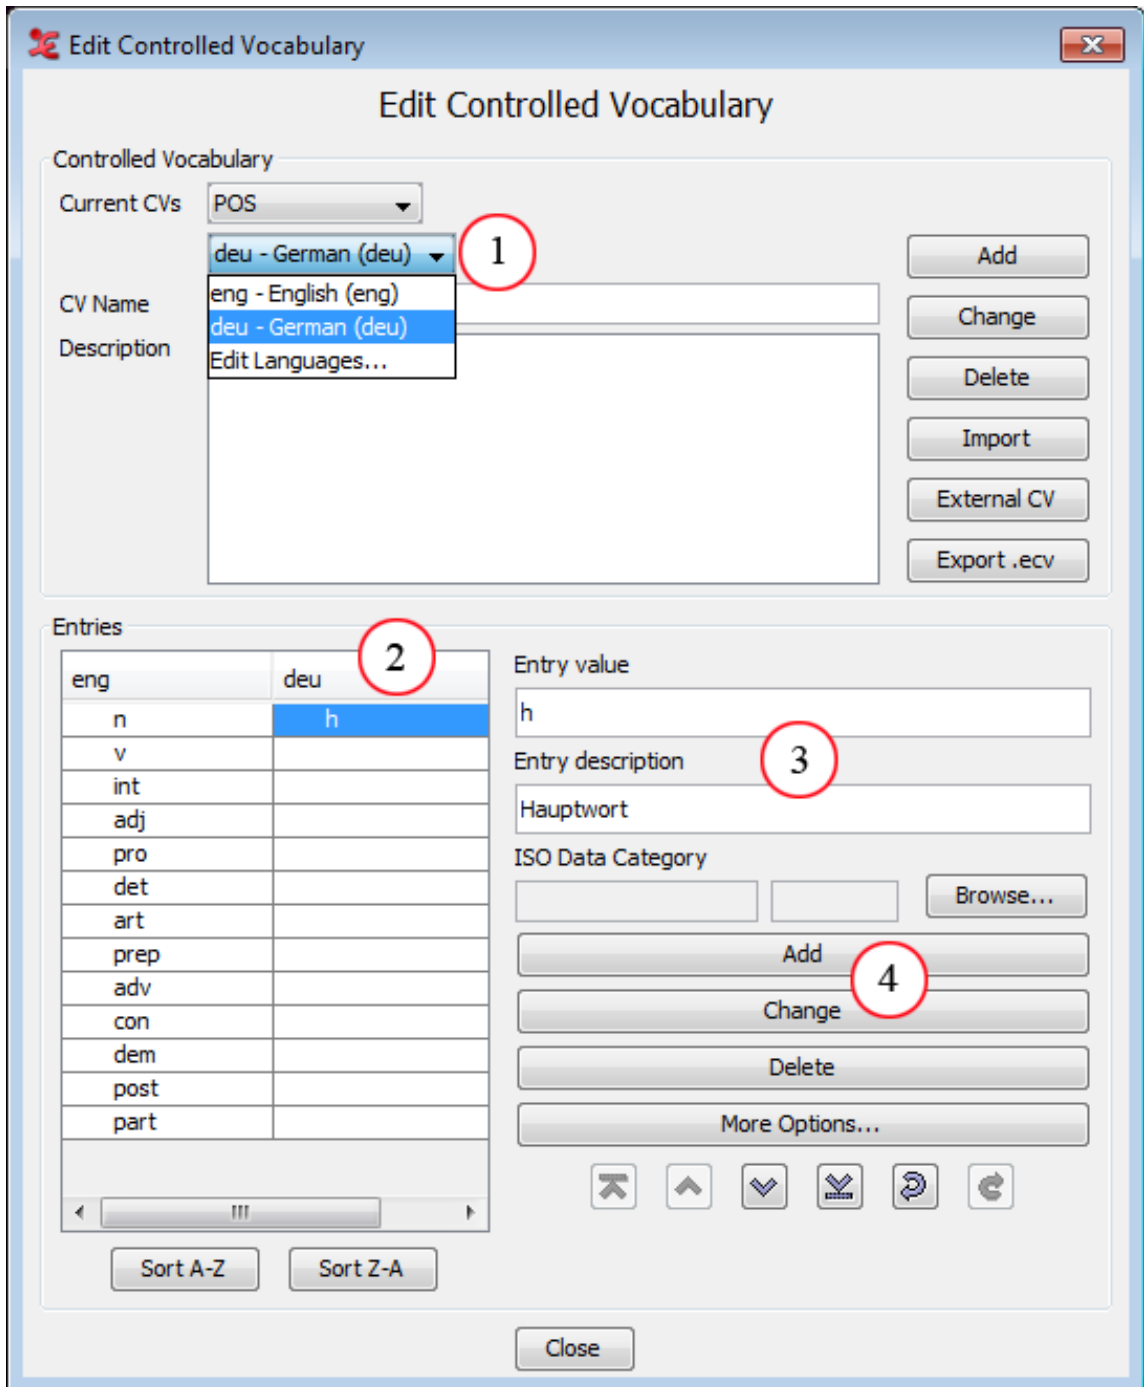 Edit Controlled Vocabulary
Edit Controlled Vocabulary
Controlled Vocabulary
Current CVs POS
deu - German (deu) 1 Add
eng - English (eng)
CV Name Change
deu - German (deu)
Description
Edit Languages...
Delete
Import
External CV
Export .ecv
Entries
2
eng deu
n h
v
int
adj
pro
det
art
prep
adv
con
dem
post
part
Sort A-Z Sort Z-A
Entry value
h
Entry description 3
Hauptwort
ISO Data Category
Browse...
Add
4
Change
Delete
More Options...
Close